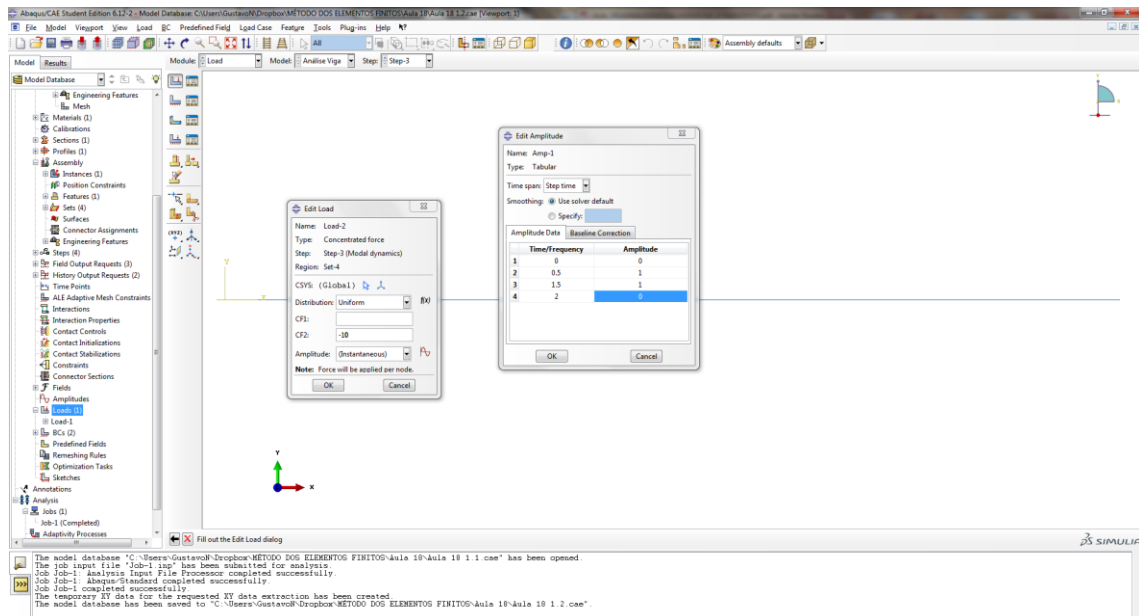 Abaqus/CAE Student Edition 6.12-2 - Model Database: C:\Users\GustavoN\Dropbox\MÉTODO DOS ELEMENTOS FINITOS\Aula 18\Aula 18 1.2.cae [Viewport: 1]
File Model Viewport View Load BC Predefined Field Load Case Feature Tools Plug-ins Help
All Assembly defaults
Model Results
Module: Load Model: Análise Viga Step: Step-3
Model Database
Engineering Features
Mesh
Materials (1)
Calibrations
Sections (1)
Profiles (1)
Assembly
Instances (1)
Position Constraints
Features (1)
Sets (4)
Surfaces
Connector Assignments
Engineering Features
Steps (4)
Field Output Requests (3)
History Output Requests (2)
Time Points
ALE Adaptive Mesh Constraints
Interactions
Interaction Properties
Contact Controls
Contact Initializations
Contact Stabilizations
Constraints
Connector Sections
Fields
Amplitudes
Loads (1)
Load-1
BCs (2)
Predefined Fields
Remeshing Rules
Optimization Tasks
Sketches
Annotations
Analysis
Jobs (1)
Job-1 (Completed)
Adaptivity Processes
Edit Load
Name: Load-2
Type: Concentrated force
Step: Step-3 (Modal dynamics)
Region: Set-4
CSYS: (Global)
Distribution: Uniform f(x)
CF1:
CF2: -10
Amplitude: (Instantaneous)
Note: Force will be applied per node.
OK Cancel
Edit Amplitude
Name: Amp-1
Type: Tabular
Time span: Step time
Smoothing: Use solver default
Specify:
Amplitude Data Baseline Correction
Time/Frequency Amplitude
1 0 0
2 0.5 1
3 1.5 1
4 2 0
OK Cancel
Y
X
Fill out the Edit Load dialog
SIMULIA
The model database "C:\Users\GustavoN\Dropbox\MÉTODO DOS ELEMENTOS FINITOS\Aula 18\Aula 18 1.1.cae" has been opened.
The job input file "Job-1.inp" has been submitted for analysis.
Job Job-1: Analysis Input File Processor completed successfully.
Job Job-1: Abaqus/Standard completed successfully.
Job Job-1 completed successfully.
The temporary XY data for the requested XY data extraction has been created.
The model database has been saved to "C:\Users\GustavoN\Dropbox\MÉTODO DOS ELEMENTOS FINITOS\Aula 18\Aula 18 1.2.cae".